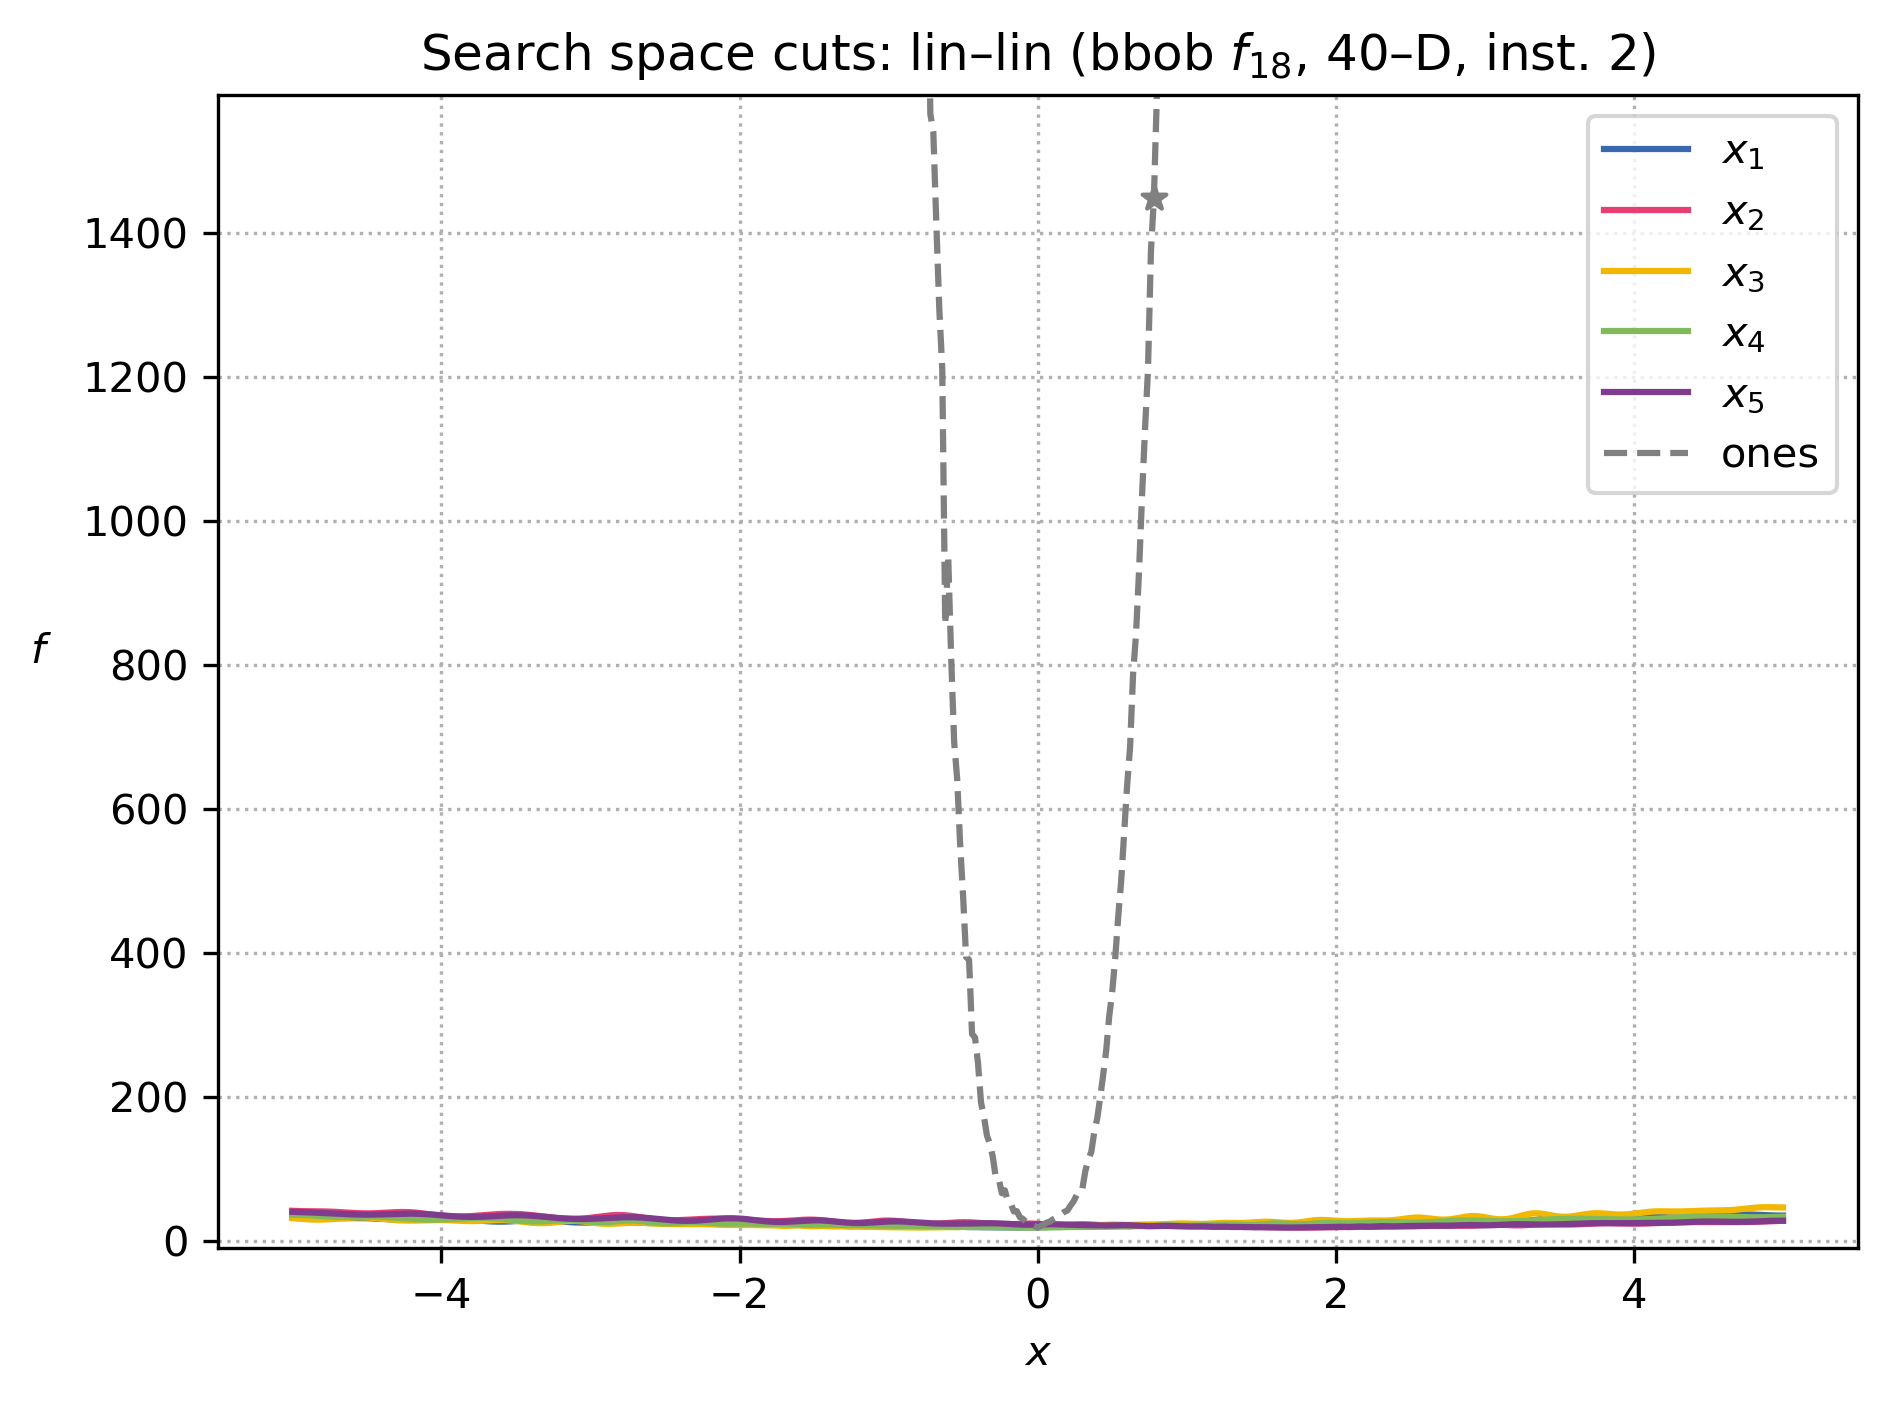 Search space cuts: lin–lin (bbob f₁₈, 40–D, inst. 2)
x₁
x₂
x₃
x₄
x₅
ones
1400
1200
1000
800
600
400
200
0
f
−4
−2
0
2
4
x